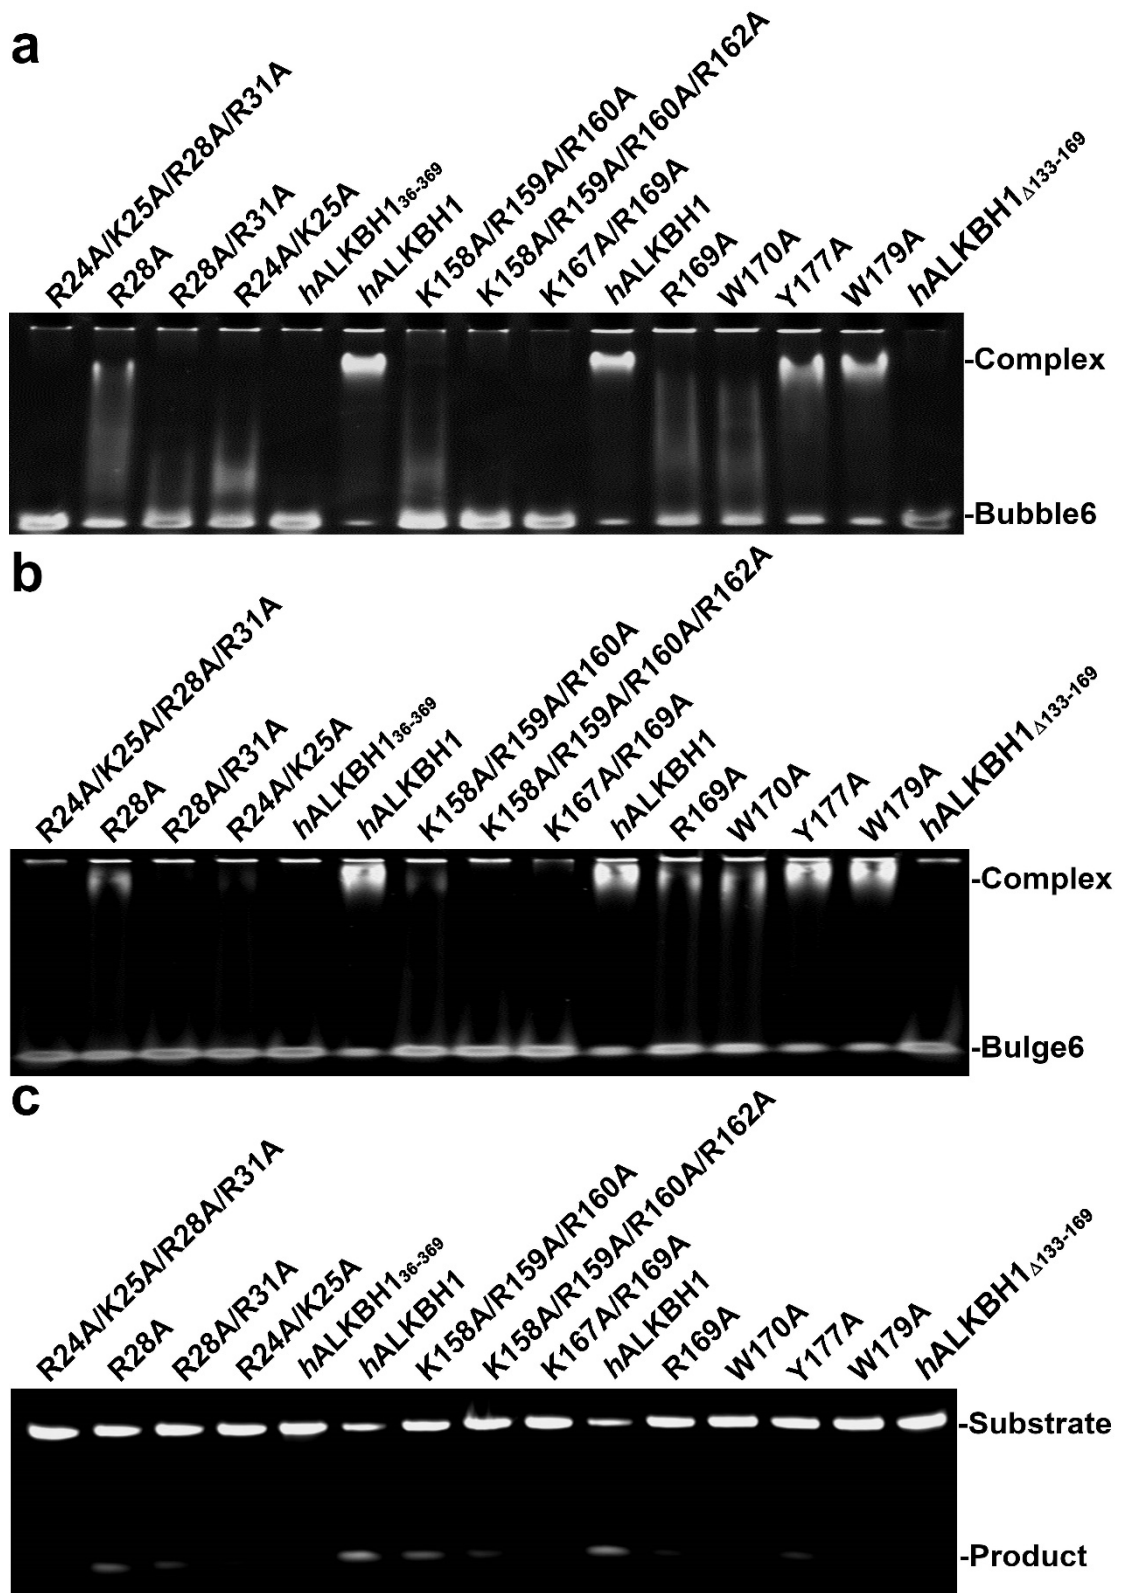 a
R24A/K25A/R28A/R31A
R28A
R28A/R31A
R24A/K25A
hALKBH136-369
hALKBH1
K158A/R159A/R160A
K158A/R159A/R160A/R162A
K167A/R169A
hALKBH1
R169A
W170A
Y177A
W179A
hALKBH1Δ133-169
-Complex
-Bubble6
b
R24A/K25A/R28A/R31A
R28A
R28A/R31A
R24A/K25A
hALKBH136-369
hALKBH1
K158A/R159A/R160A
K158A/R159A/R160A/R162A
K167A/R169A
hALKBH1
R169A
W170A
Y177A
W179A
hALKBH1Δ133-169
-Complex
-Bulge6
c
R24A/K25A/R28A/R31A
R28A
R28A/R31A
R24A/K25A
hALKBH136-369
hALKBH1
K158A/R159A/R160A
K158A/R159A/R160A/R162A
K167A/R169A
hALKBH1
R169A
W170A
Y177A
W179A
hALKBH1Δ133-169
-Substrate
-Product